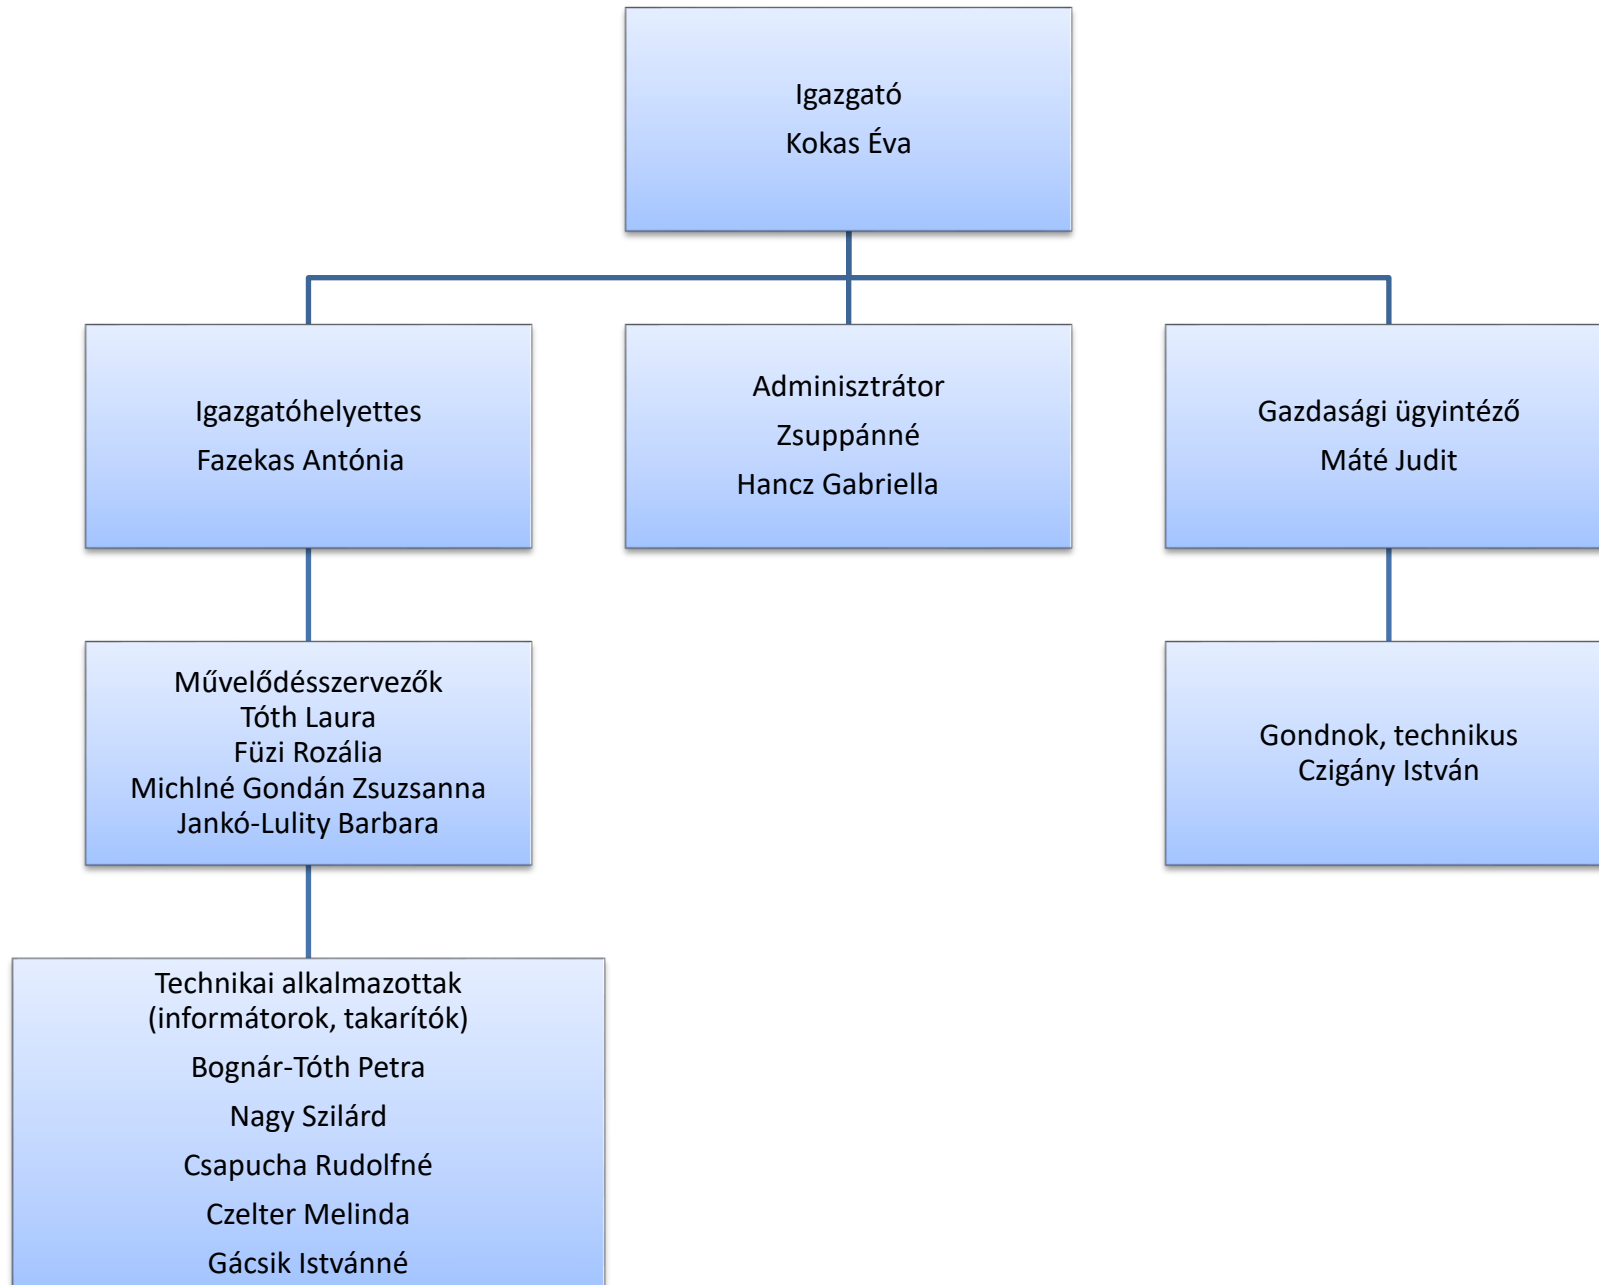 Igazgató
Kokas Éva
Igazgatóhelyettes
Fazekas Antónia
Adminisztrátor
Zsuppánné
Hancz Gabriella
Gazdasági ügyintéző
Máté Judit
Művelődésszervezők
Tóth Laura
Füzi Rozália
Michlné Gondán Zsuzsanna
Jankó-Lulity Barbara
Gondnok, technikus
Czigány István
Technikai alkalmazottak
(informátorok, takarítók)
Bognár-Tóth Petra
Nagy Szilárd
Csapucha Rudolfné
Czelter Melinda
Gácsik Istvánné